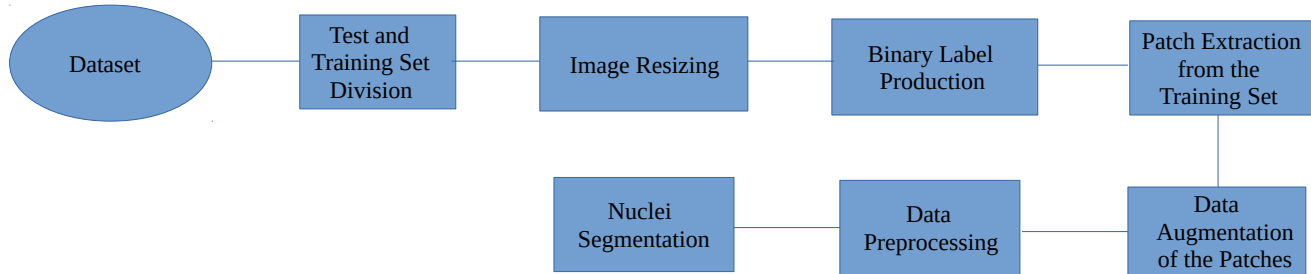 Dataset
Test and
Training Set
Division
Image Resizing
Binary Label
Production
Patch Extraction
from the
Training Set
Data
Augmentation
of the Patches
Data
Preprocessing
Nuclei
Segmentation